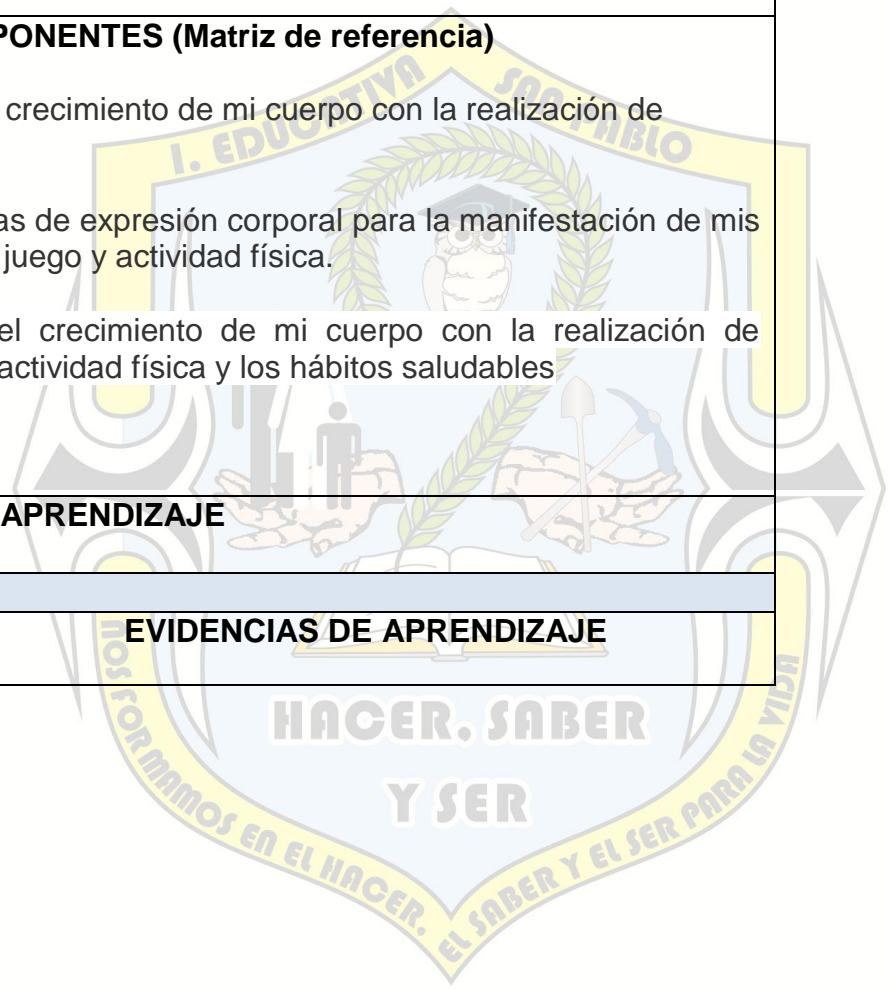 PONENTES (Matriz de referencia)
crecimiento de mi cuerpo con la realización de
as de expresión corporal para la manifestación de mis
juego y actividad física.
el crecimiento de mi cuerpo con la realización de
actividad física y los hábitos saludables
APRENDIZAJE
EVIDENCIAS DE APRENDIZAJE
I. EDUCATIVA SAN PABLO
HACER, SABER
Y SER
NOS FORMAMOS EN EL HACER, EL SABER Y EL SER PARA LA VIDA